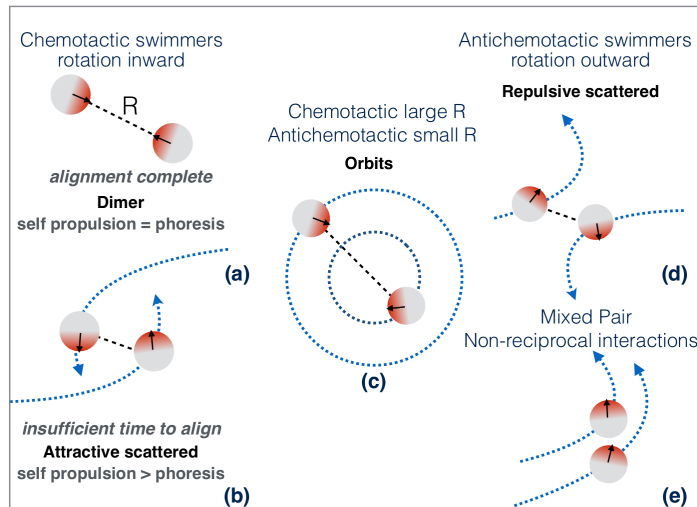 Chemotactic swimmers
rotation inward
R
alignment complete
Dimer
self propulsion = phoresis
(a)
insufficient time to align
Attractive scattered
self propulsion > phoresis
(b)
Chemotactic large R
Antichemotactic small R
Orbits
(c)
Antichemotactic swimmers
rotation outward
Repulsive scattered
(d)
Mixed Pair
Non-reciprocal interactions
(e)